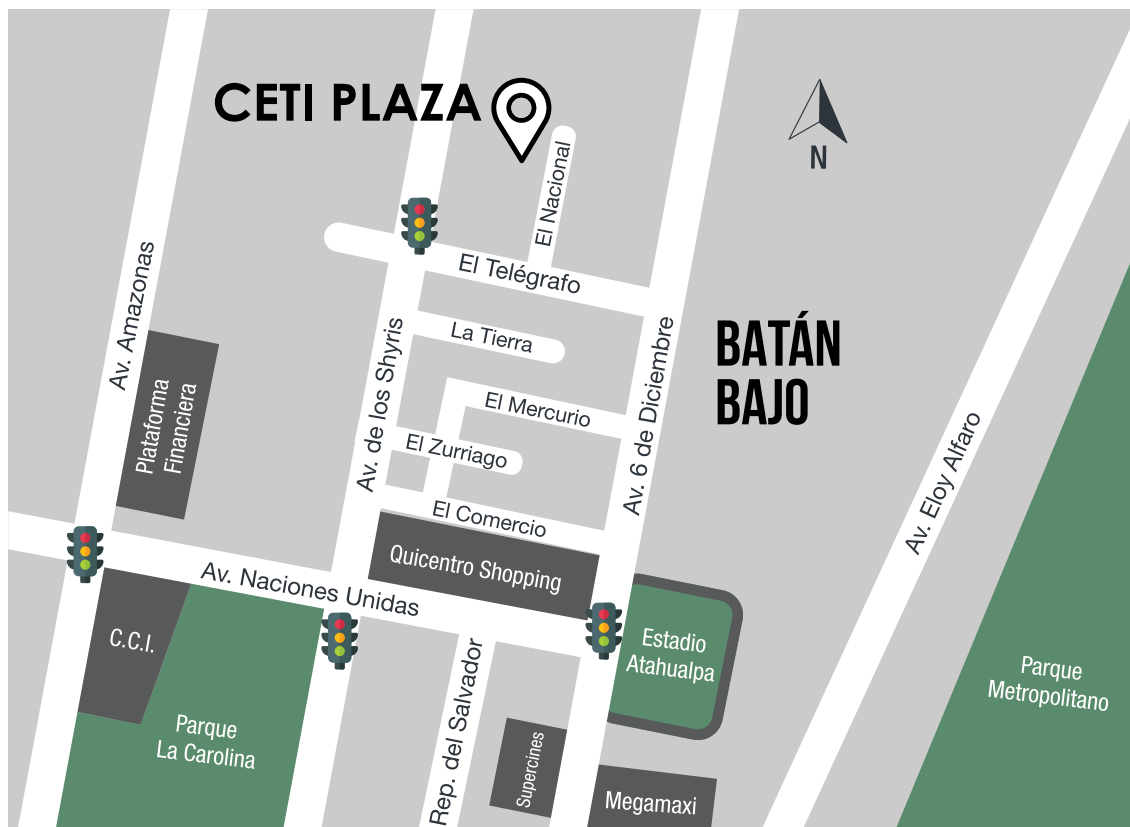 CETI PLAZA
N
El Nacional
El Telégrafo
Av. Amazonas
La Tierra
BATÁN
BAJO
Plataforma
Financiera
Av. de los Shyris
El Mercurio
Av. 6 de Diciembre
El Zurriago
Av. Eloy Alfaro
El Comercio
Quicentro Shopping
Av. Naciones Unidas
C.C.I.
Estadio
Atahualpa
Parque
Metropolitano
Rep. del Salvador
Parque
La Carolina
Supercines
Megamaxi